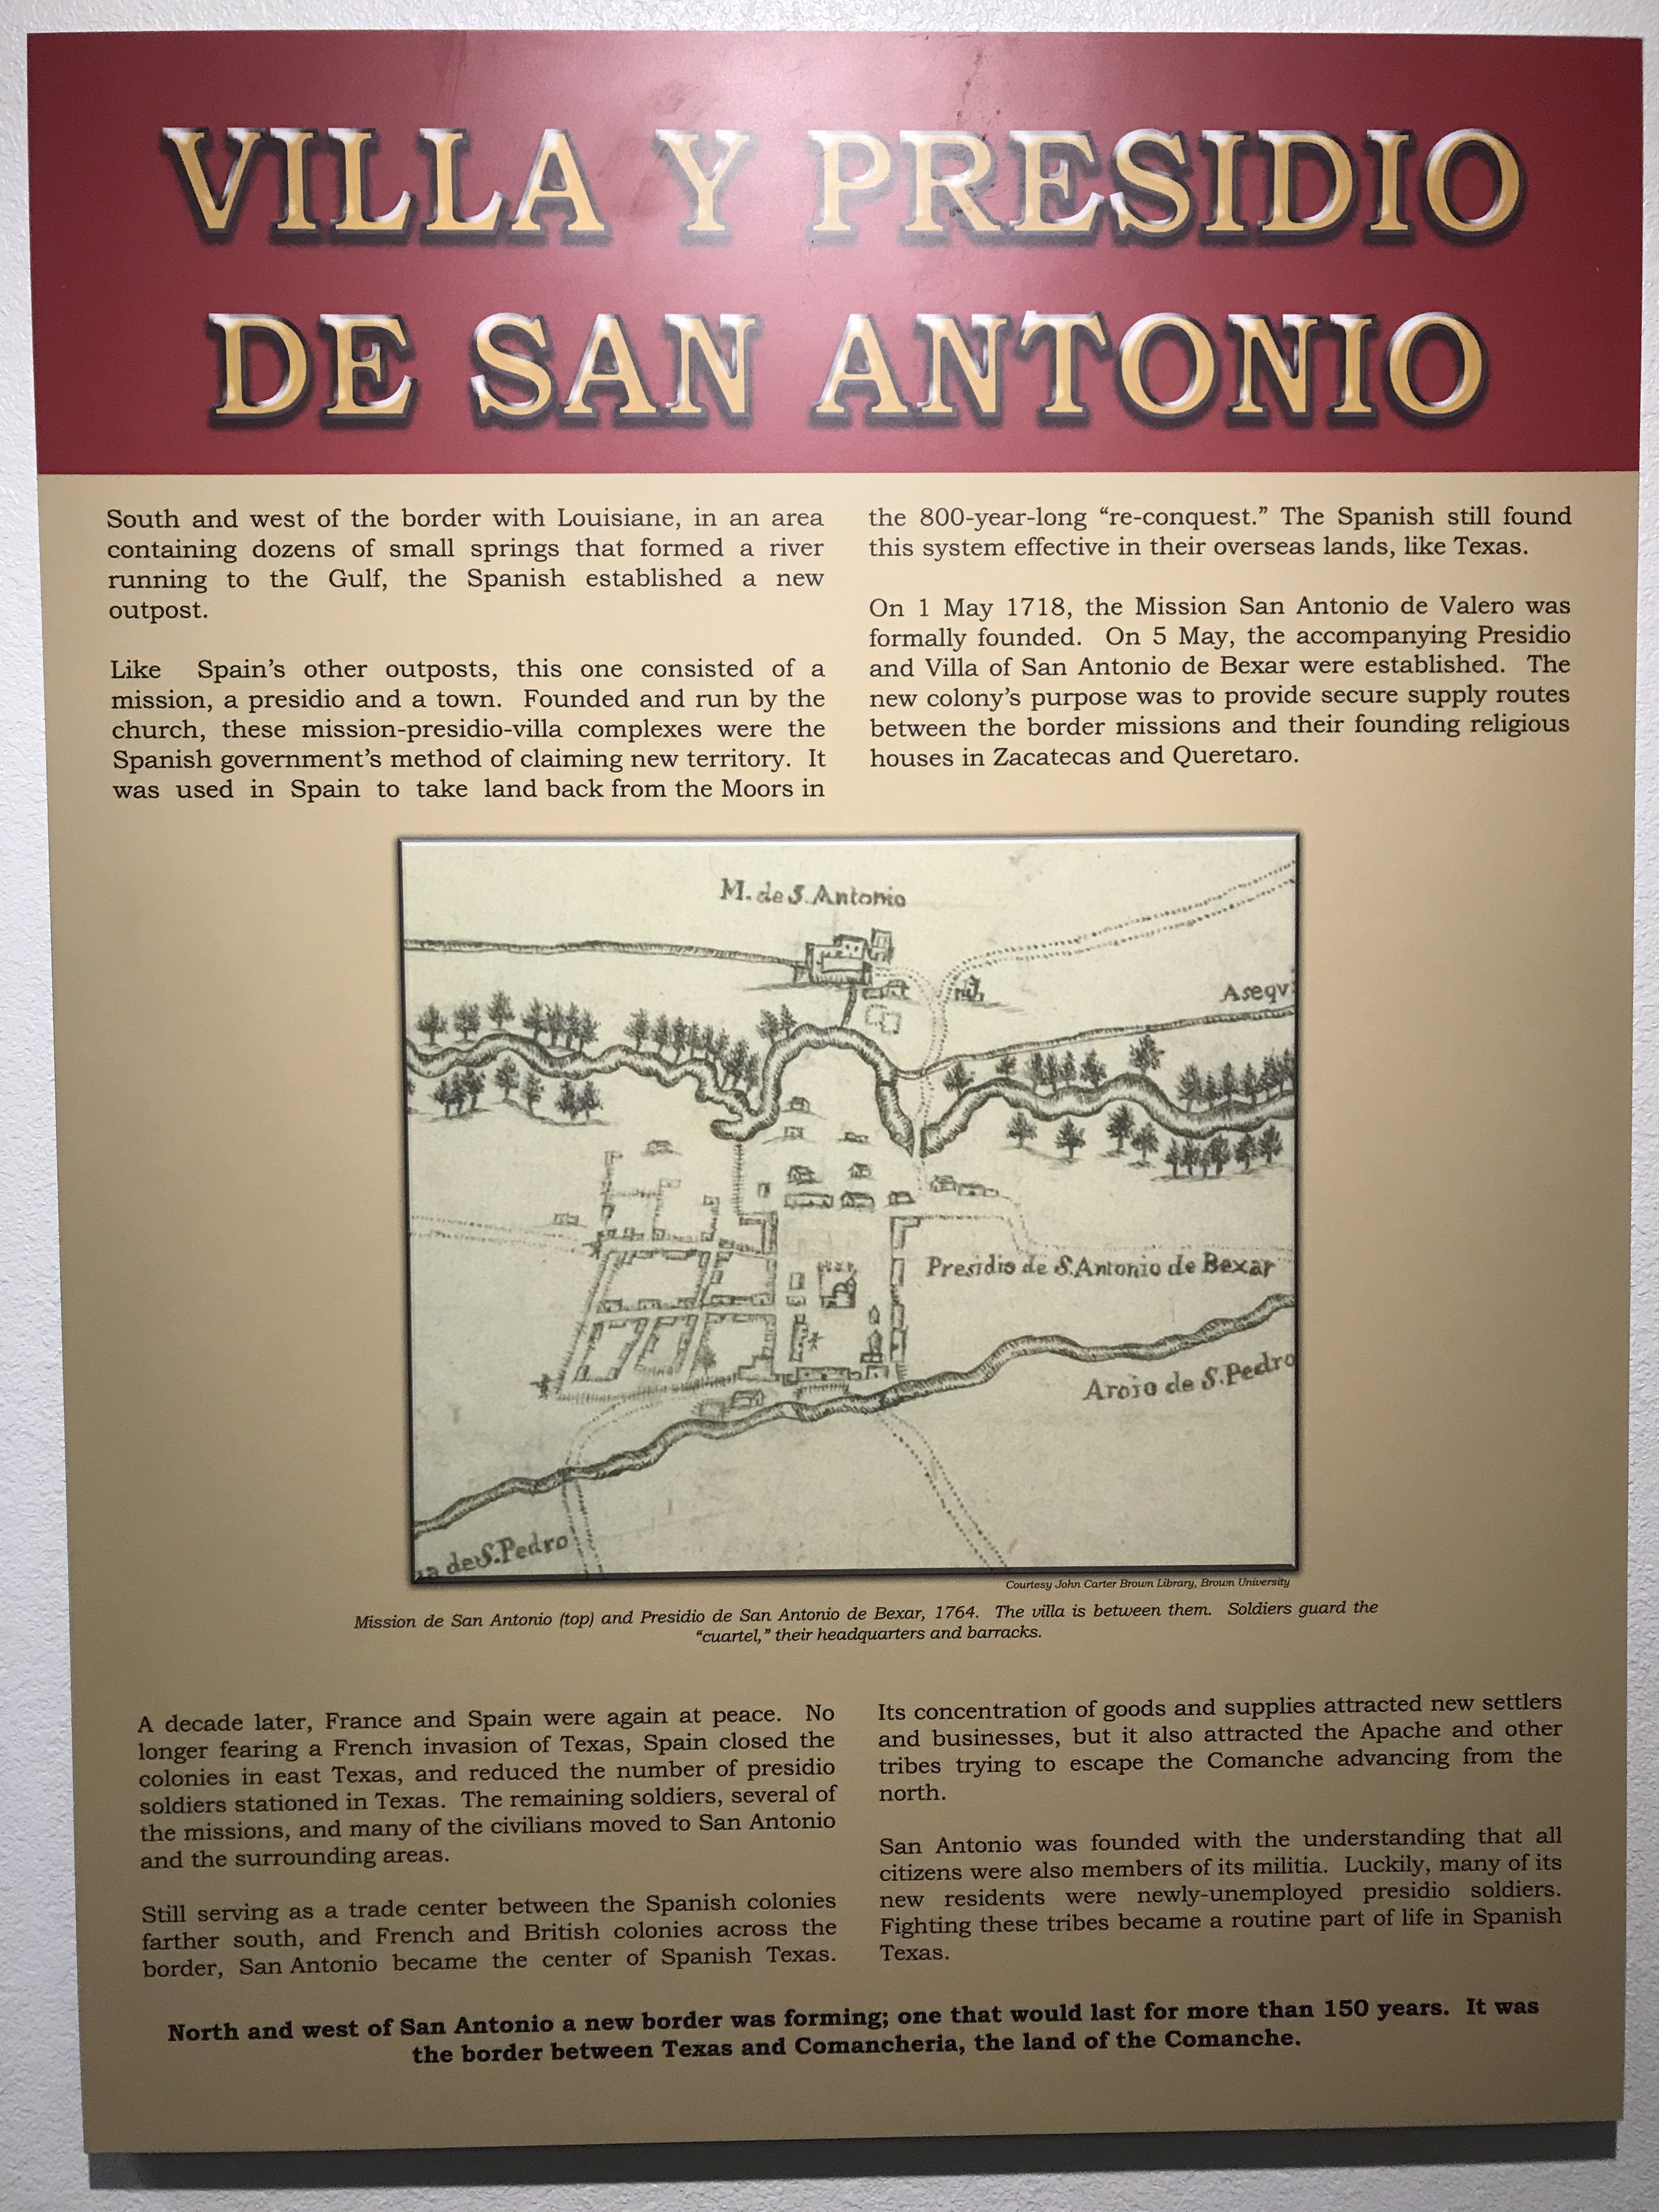 VILLA Y PRESIDIO
DE SAN ANTONIO
South and west of the border with Louisiane, in an area
containing dozens of small springs that formed a river
running to the Gulf, the Spanish established a new
outpost.
Like Spain's other outposts, this one consisted of a
mission, a presidio and a town. Founded and run by the
church, these mission-presidio-villa complexes were the
Spanish government's method of claiming new territory. It
was used in Spain to take land back from the Moors in
the 800-year-long “re-conquest.” The Spanish still found
this system effective in their overseas lands, like Texas.
On 1 May 1718, the Mission San Antonio de Valero was
formally founded. On 5 May, the accompanying Presidio
and Villa of San Antonio de Bexar were established. The
new colony's purpose was to provide secure supply routes
between the border missions and their founding religious
houses in Zacatecas and Queretaro.
M. de S. Antonio
Aseqv
Presidio de S. Antonio de Bexar
Aroio de S. Pedro
a de S. Pedro
Courtesy John Carter Brown Library, Brown University
Mission de San Antonio (top) and Presidio de San Antonio de Bexar, 1764. The villa is between them. Soldiers guard the
“cuartel,” their headquarters and barracks.
A decade later, France and Spain were again at peace. No
longer fearing a French invasion of Texas, Spain closed the
colonies in east Texas, and reduced the number of presidio
soldiers stationed in Texas. The remaining soldiers, several of
the missions, and many of the civilians moved to San Antonio
and the surrounding areas.
Still serving as a trade center between the Spanish colonies
farther south, and French and British colonies across the
border, San Antonio became the center of Spanish Texas.
Its concentration of goods and supplies attracted new settlers
and businesses, but it also attracted the Apache and other
tribes trying to escape the Comanche advancing from the
north.
San Antonio was founded with the understanding that all
citizens were also members of its militia. Luckily, many of its
new residents were newly-unemployed presidio soldiers.
Fighting these tribes became a routine part of life in Spanish
Texas.
North and west of San Antonio a new border was forming; one that would last for more than 150 years. It was
the border between Texas and Comancheria, the land of the Comanche.